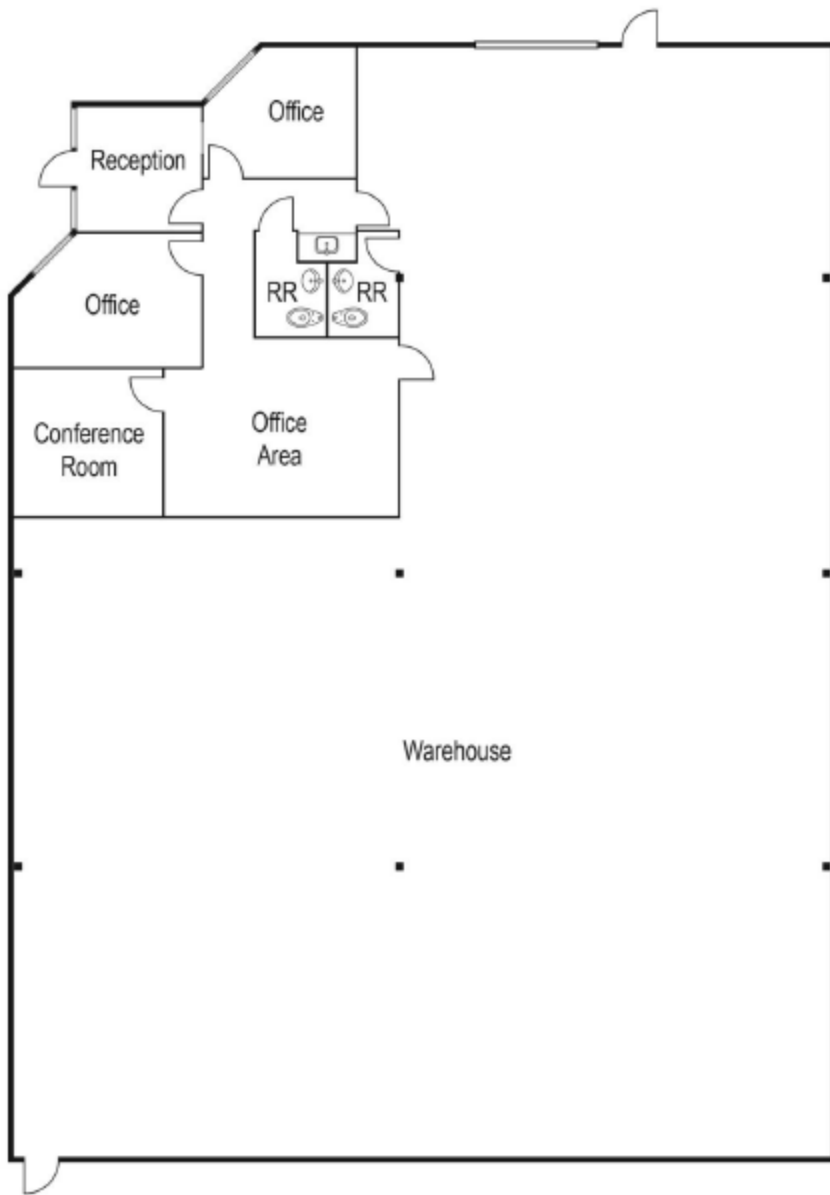 Office
Reception
RR
RR
Office
Office
Area
Conference
Room
Warehouse